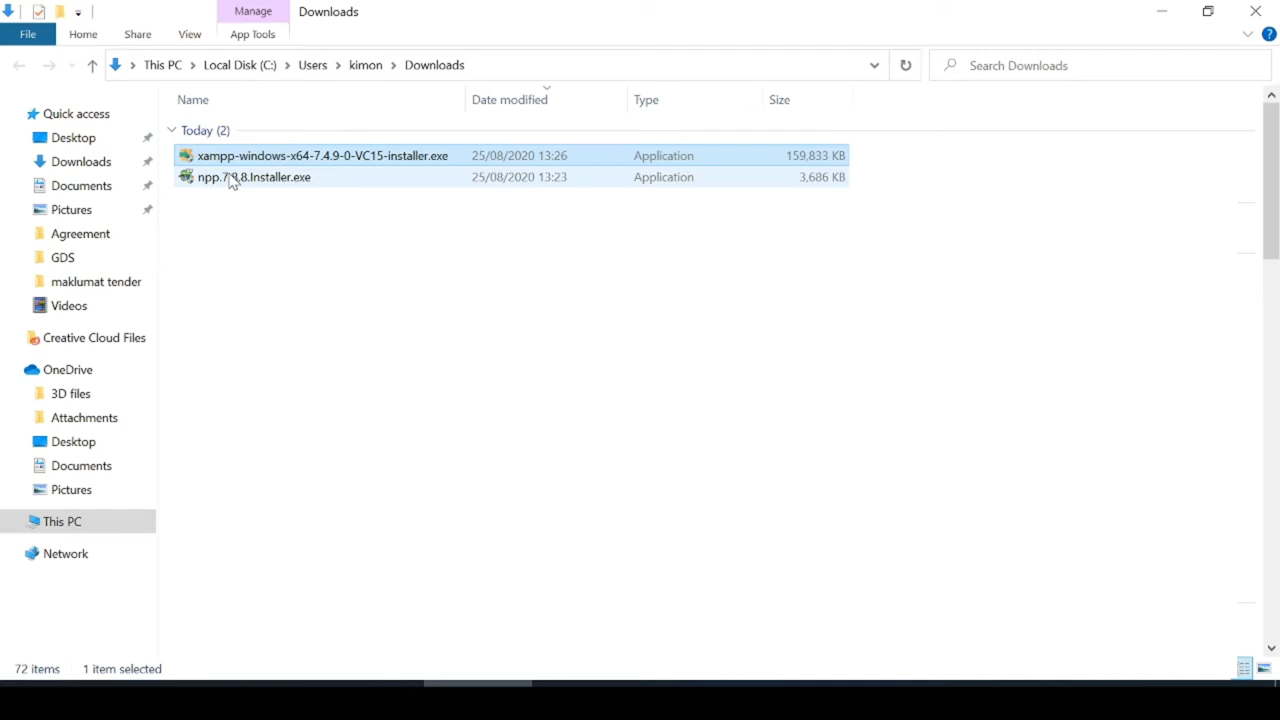 Manage Downloads
File Home Share View App Tools
This PC > Local Disk (C:) > Users > kimon > Downloads
Search Downloads
Name Date modified Type Size
Quick access
Desktop
Downloads
Documents
Pictures
Agreement
GDS
maklumat tender
Videos
Creative Cloud Files
OneDrive
3D files
Attachments
Desktop
Documents
Pictures
This PC
Network
Today (2)
xampp-windows-x64-7.4.9-0-VC15-installer.exe 25/08/2020 13:26 Application 159,833 KB
npp.7.8.8.Installer.exe 25/08/2020 13:23 Application 3,686 KB
72 items 1 item selected